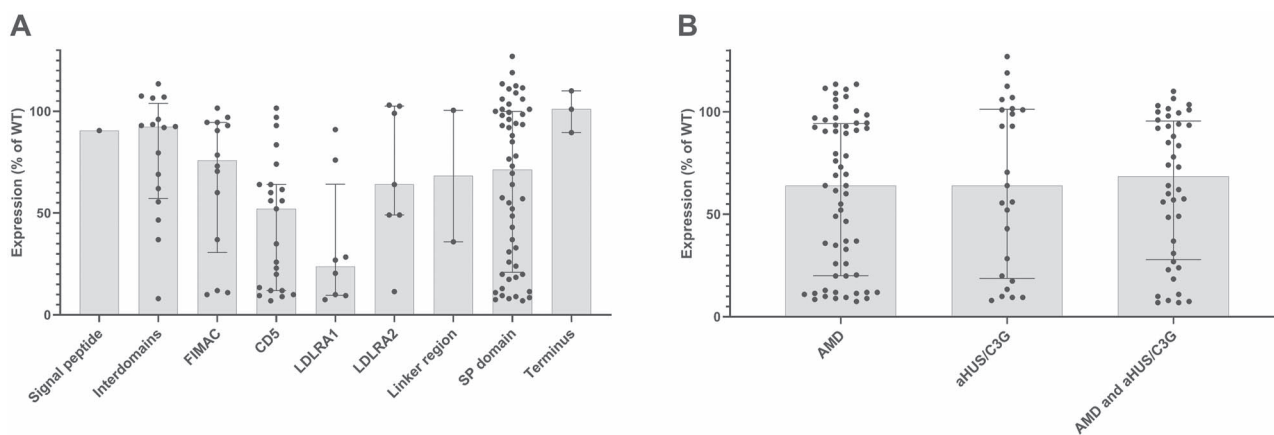 A
Expression (% of WT)
100
50
0
Signal peptide
Interdomains
FIMAC
CD5
LDLRA1
LDLRA2
Linker region
SP domain
Terminus
B
Expression (% of WT)
100
50
0
AMD
aHUS/C3G
AMD and aHUS/C3G